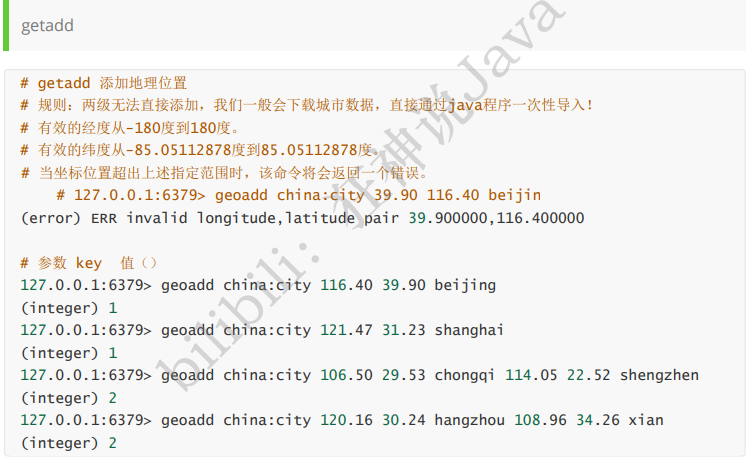 getadd
# getadd 添加地理位置
# 规则：两级无法直接添加，我们一般会下载城市数据，直接通过java程序一次性导入！
# 有效的经度从-180度到180度。
# 有效的纬度从-85.05112878度到85.05112878度。
# 当坐标位置超出上述指定范围时，该命令将会返回一个错误。
# 127.0.0.1:6379> geoadd china:city 39.90 116.40 beijin
(error) ERR invalid longitude,latitude pair 39.900000,116.400000
# 参数 key 值（）
127.0.0.1:6379> geoadd china:city 116.40 39.90 beijing
(integer) 1
127.0.0.1:6379> geoadd china:city 121.47 31.23 shanghai
(integer) 1
127.0.0.1:6379> geoadd china:city 106.50 29.53 chongqi 114.05 22.52 shengzhen
(integer) 2
127.0.0.1:6379> geoadd china:city 120.16 30.24 hangzhou 108.96 34.26 xian
(integer) 2
bilibili：狂神说Java